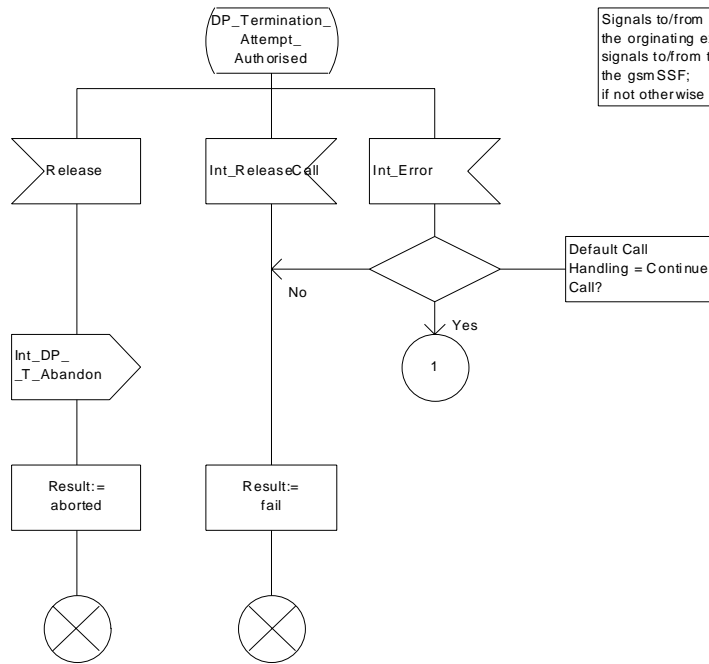 DP_Termination_
Attempt_
Authorised
Signals to/from
the orginating ex
signals to/from t
the gsmSSF;
if not otherwise
Release
Int_ReleaseCall
Int_Error
Default Call
Handling = Continue
Call?
No
Yes
1
Int_DP_
_T_Abandon
Result:=
aborted
Result:=
fail